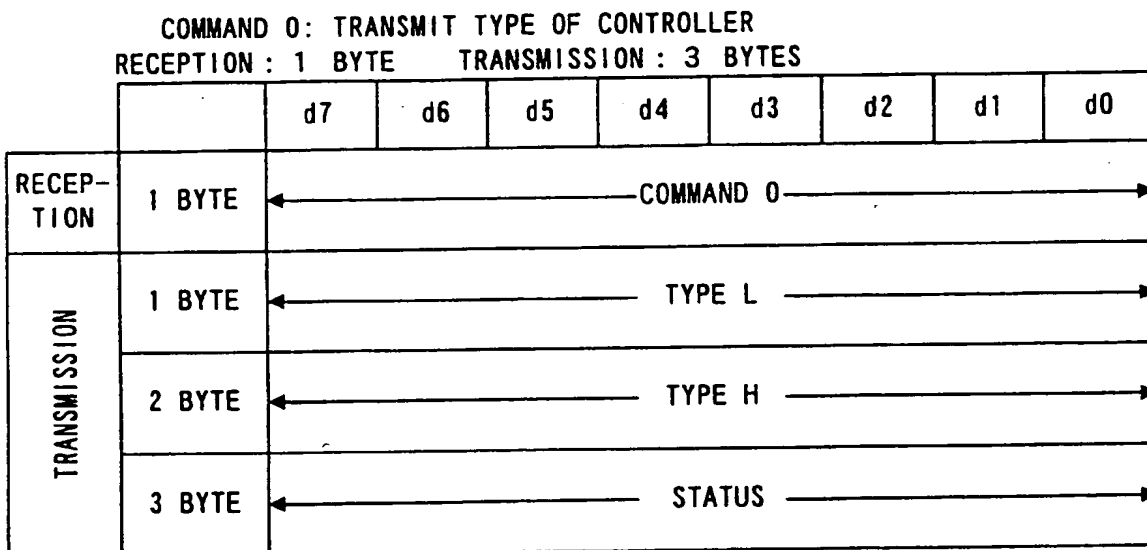 COMMAND 0: TRANSMIT TYPE OF CONTROLLER
RECEPTION : 1 BYTE TRANSMISSION : 3 BYTES
d7 d6 d5 d4 d3 d2 d1 d0
RECEP-
TION
1 BYTE COMMAND 0
TRANSMISSION
1 BYTE TYPE L
2 BYTE TYPE H
3 BYTE STATUS